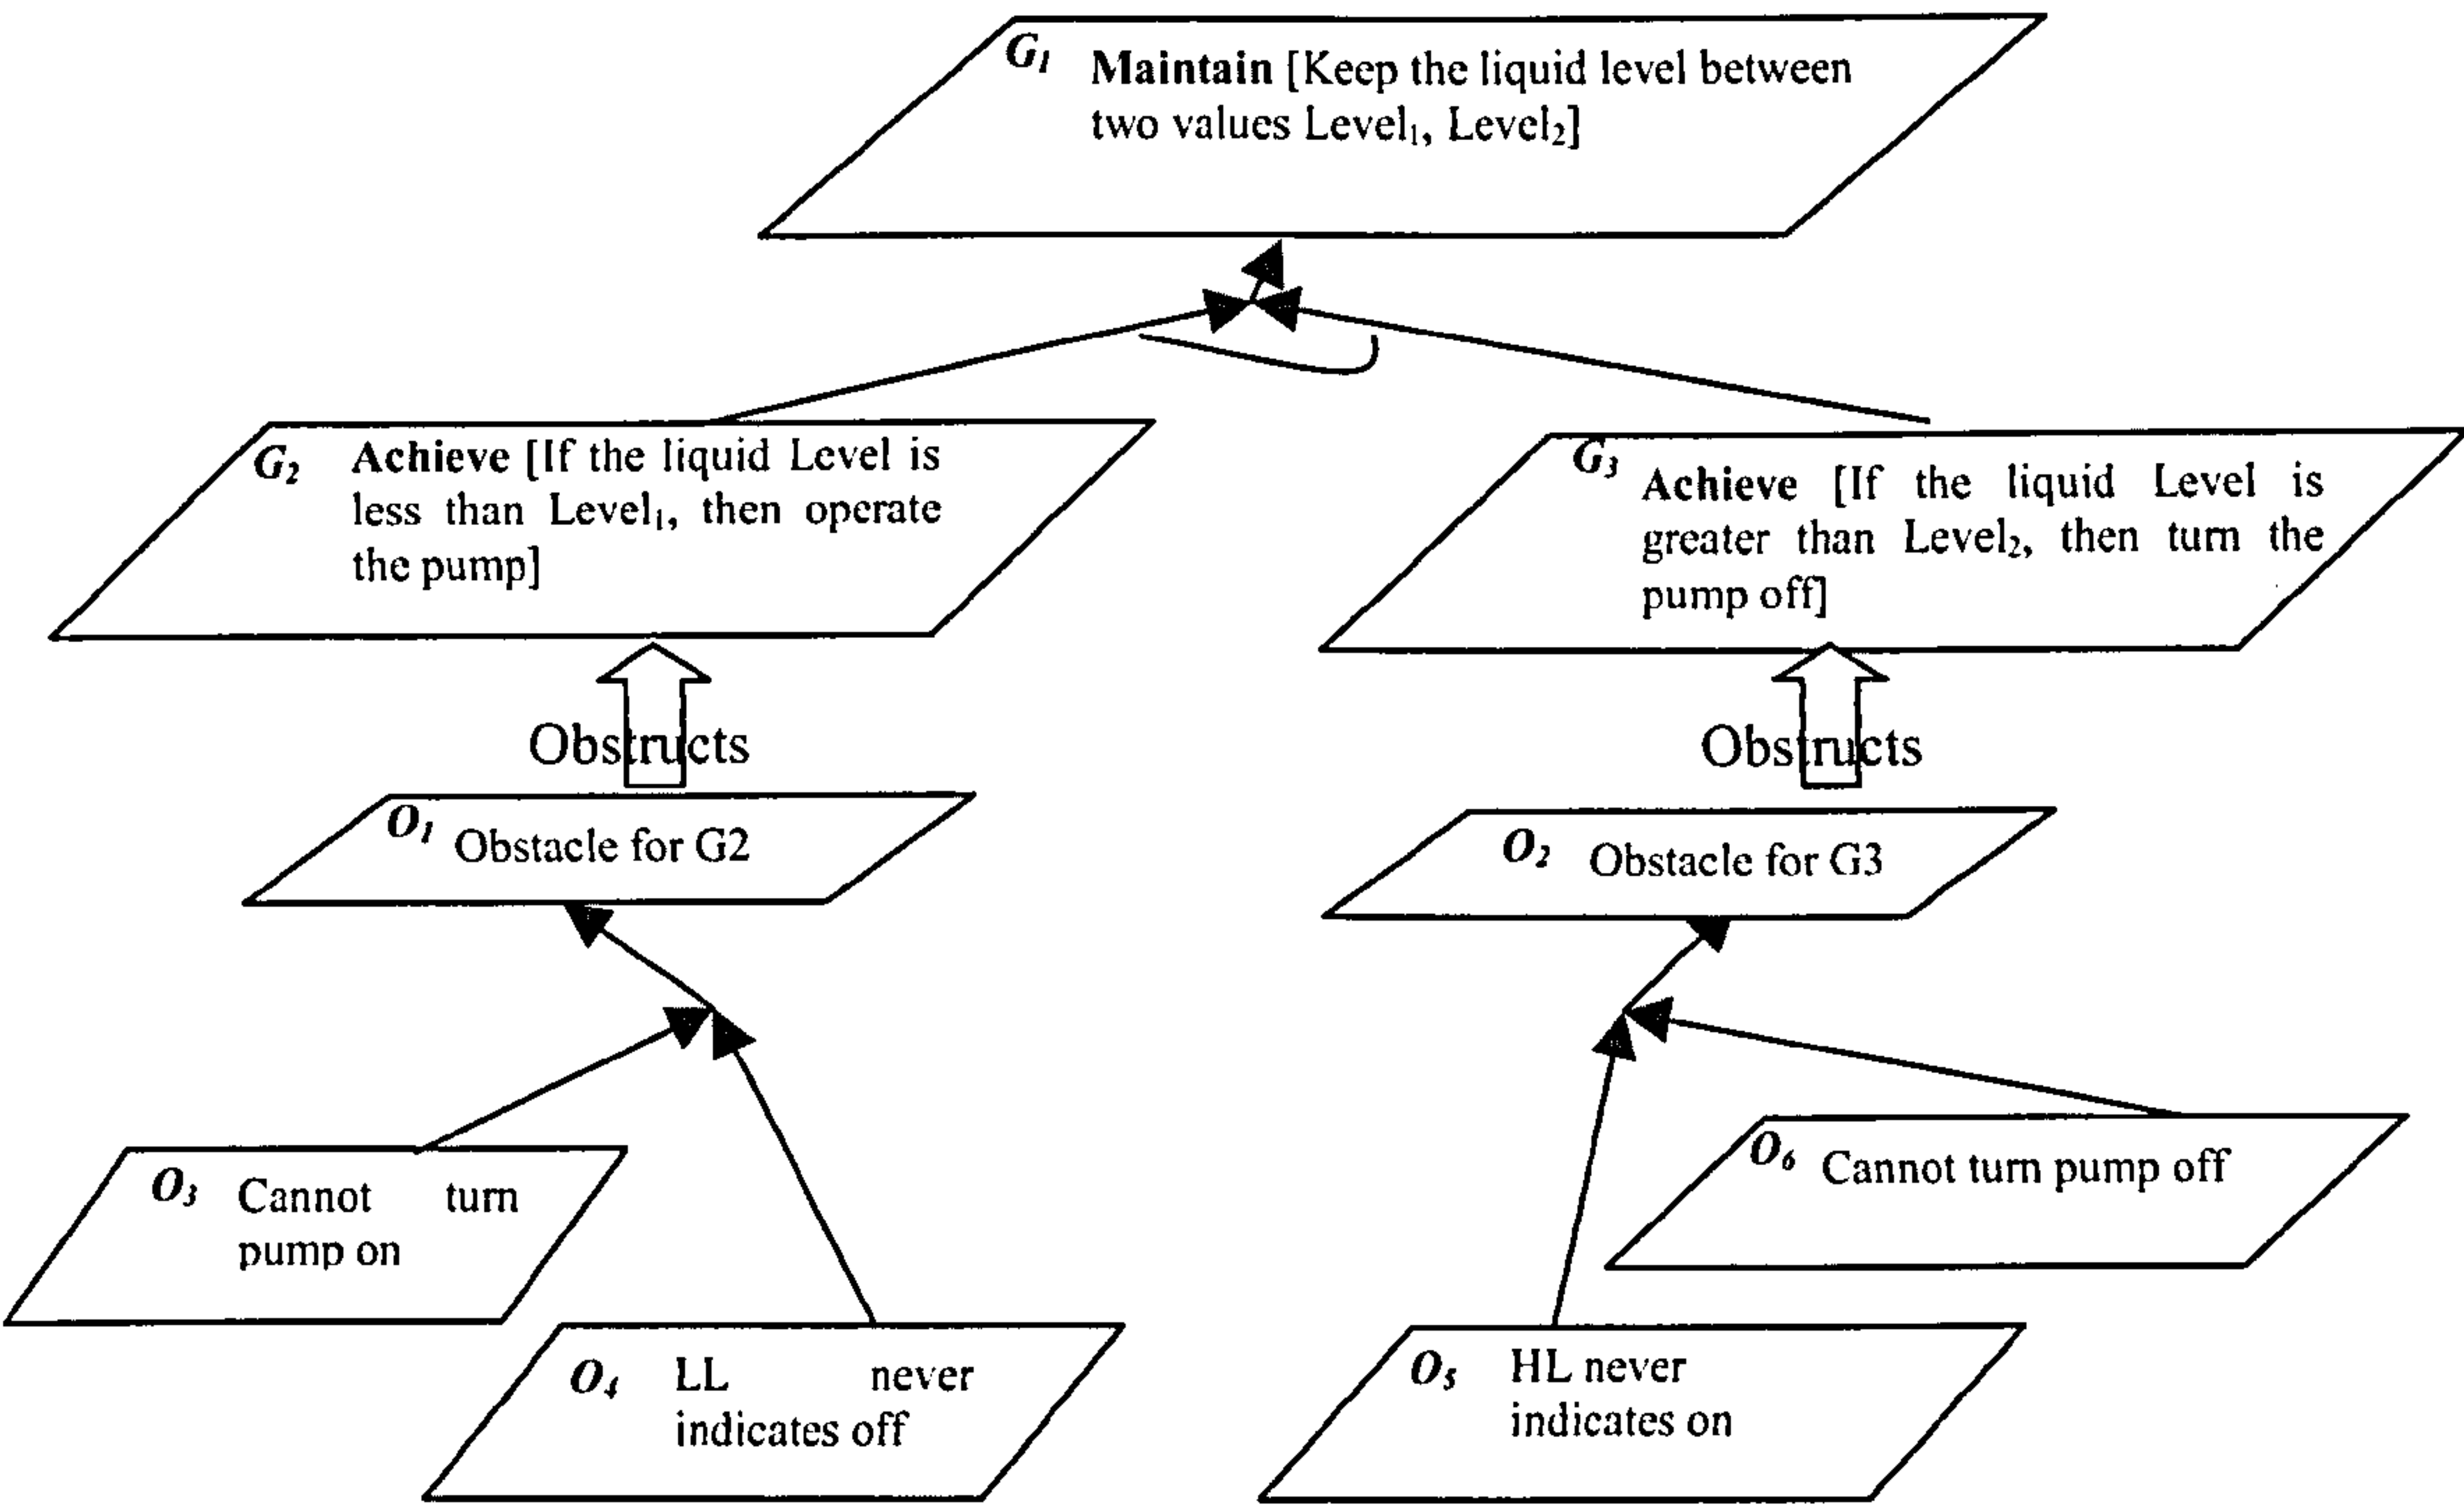 G₁ Maintain [Keep the liquid level between
two values Level₁, Level₂]
G₂ Achieve [If the liquid Level is
less than Level₁, then operate
the pump]
G₃ Achieve [If the liquid Level is
greater than Level₂, then turn the
pump off]
Obstructs
Obstructs
O₁ Obstacle for G2
O₂ Obstacle for G3
O₃ Cannot turn
pump on
O₆ Cannot turn pump off
O₄ LL never
indicates off
O₅ HL never
indicates on